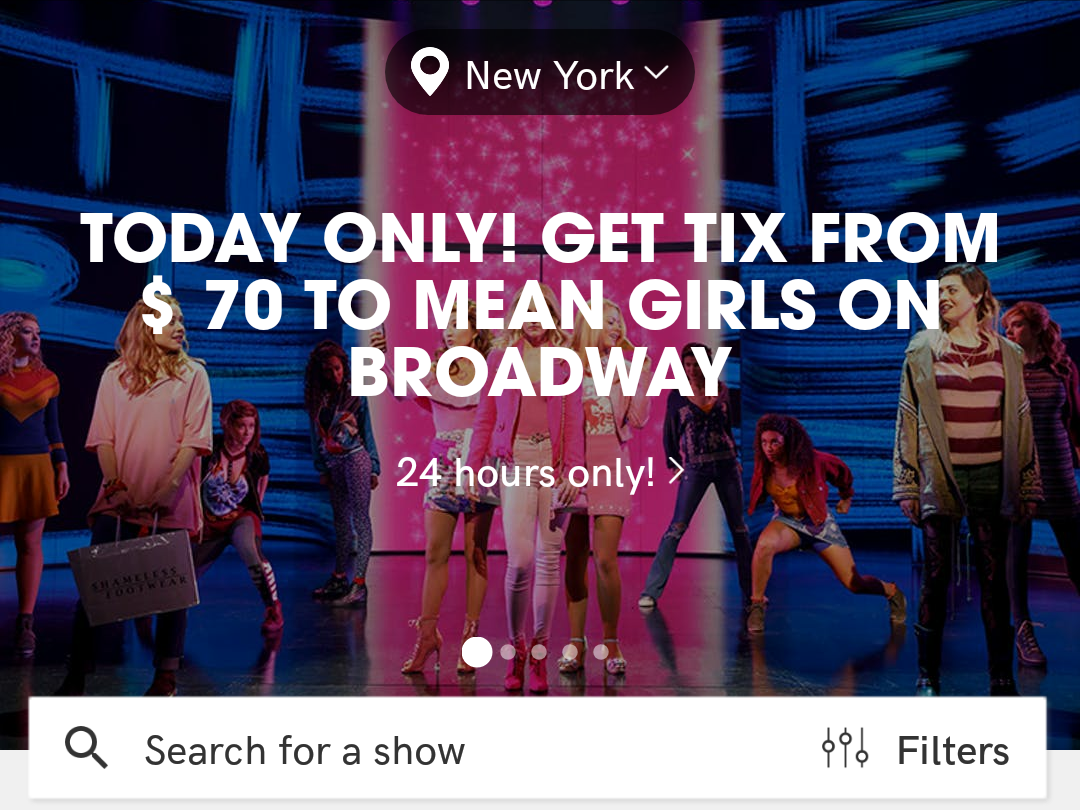 New York
TODAY ONLY! GET TIX FROM
$ 70 TO MEAN GIRLS ON
BROADWAY
24 hours only!
SHAMELESS
FOOTWEAR
Search for a show
Filters